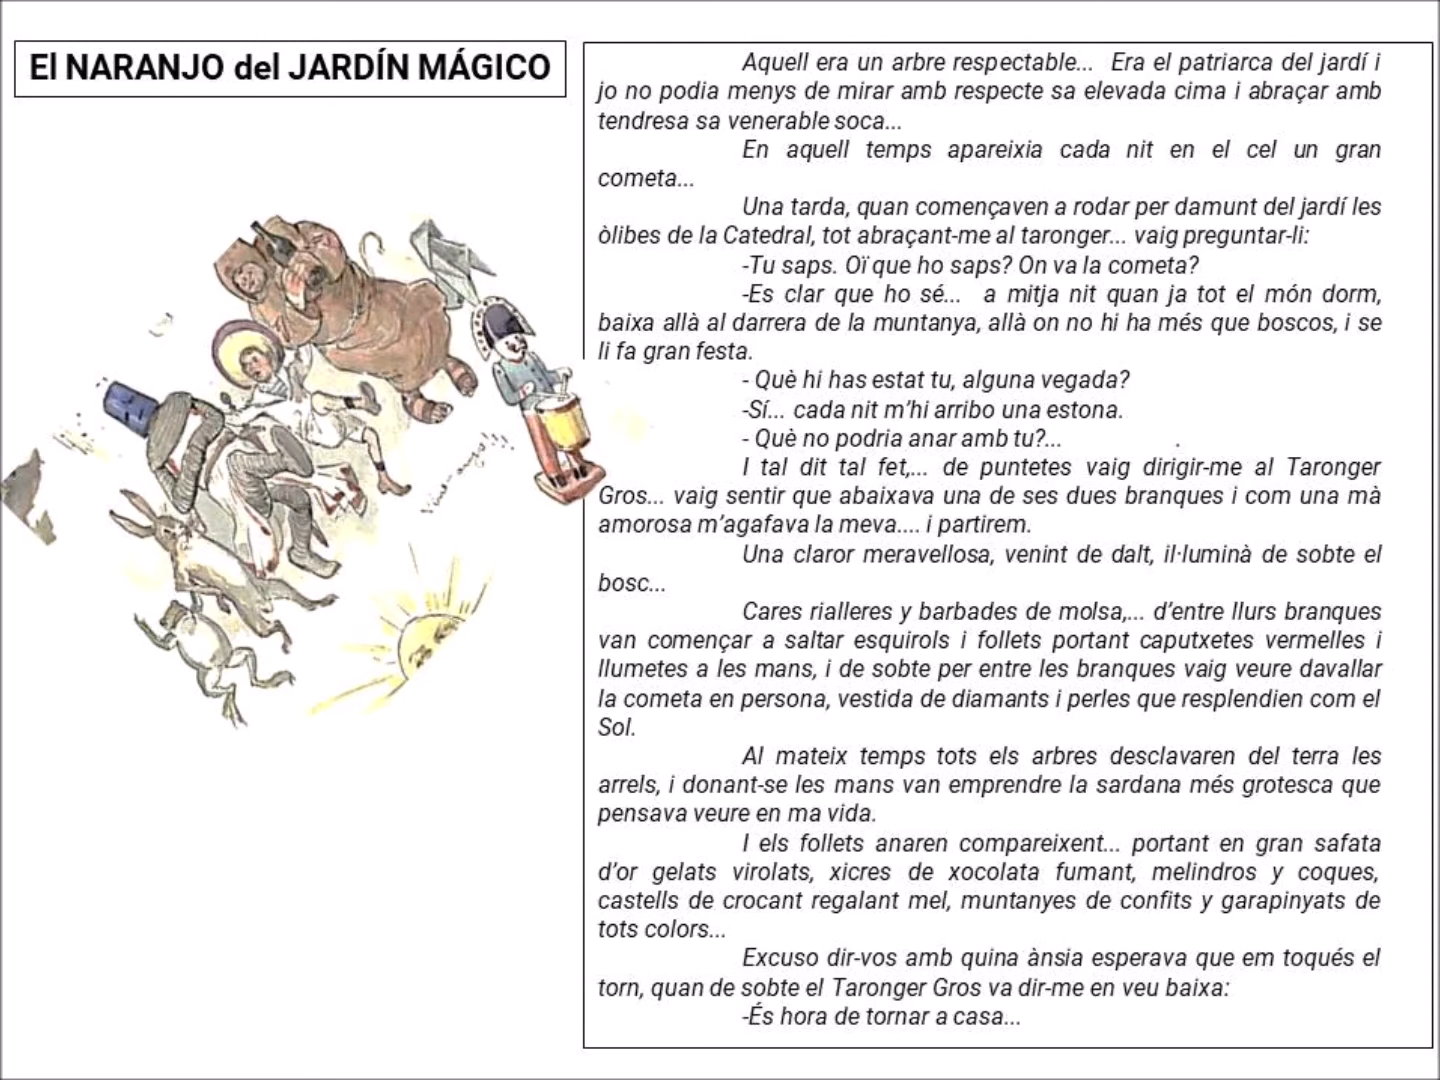 El NARANJO del JARDÍN MÁGICO
Aquell era un arbre respectable... Era el patriarca del jardí i
jo no podia menys de mirar amb respecte sa elevada cima i abraçar amb
tendresa sa venerable soca...
En aquell temps apareixia cada nit en el cel un gran
cometa...
Una tarda, quan començaven a rodar per damunt del jardí les
òlibes de la Catedral, tot abraçant-me al taronger... vaig preguntar-li:
-Tu saps. Oï que ho saps? On va la cometa?
-Es clar que ho sé... a mitja nit quan ja tot el món dorm,
baixa allà al darrera de la muntanya, allà on no hi ha més que boscos, i se
li fa gran festa.
- Què hi has estat tu, alguna vegada?
-Sí... cada nit m’hi arribo una estona.
- Què no podria anar amb tu?...
I tal dit tal fet,... de puntetes vaig dirigir-me al Taronger
Gros... vaig sentir que abaixava una de ses dues branques i com una mà
amorosa m’agafava la meva.... i partirem.
Una claror meravellosa, venint de dalt, il·luminà de sobte el
bosc...
Cares rialleres y barbades de molsa,... d’entre llurs branques
van començar a saltar esquirols i follets portant caputxetes vermelles i
llumetes a les mans, i de sobte per entre les branques vaig veure davallar
la cometa en persona, vestida de diamants i perles que resplendien com el
Sol.
Al mateix temps tots els arbres desclavaren del terra les
arrels, i donant-se les mans van emprendre la sardana més grotesca que
pensava veure en ma vida.
I els follets anaren compareixent... portant en gran safata
d’or gelats virolats, xicres de xocolata fumant, melindros y coques,
castells de crocant regalant mel, muntanyes de confits y garapinyats de
tots colors...
Excuso dir-vos amb quina ànsia esperava que em toqués el
torn, quan de sobte el Taronger Gros va dir-me en veu baixa:
-És hora de tornar a casa...